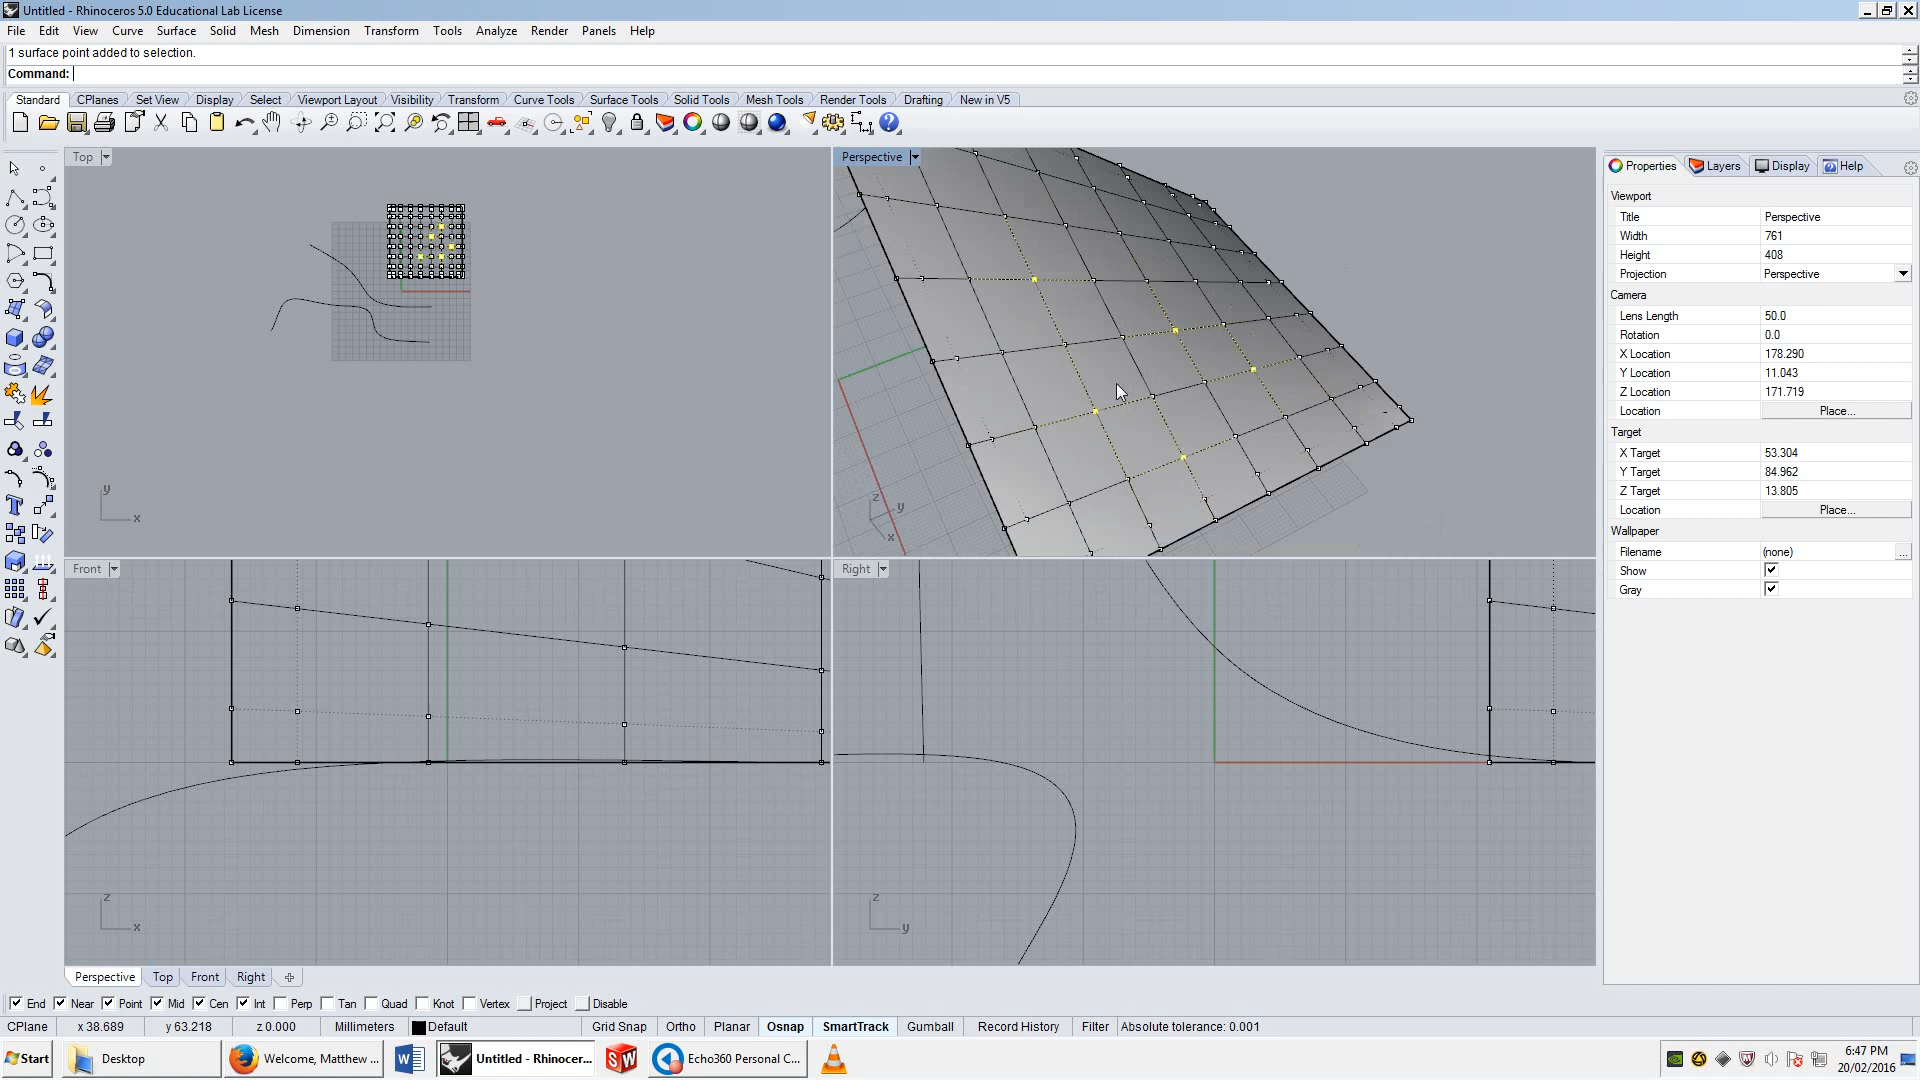 Untitled - Rhinoceros 5.0 Educational Lab License
File Edit View Curve Surface Solid Mesh Dimension Transform Tools Analyze Render Panels Help
1 surface point added to selection.
Command:
Standard CPlanes Set View Display Select Viewport Layout Visibility Transform Curve Tools Surface Tools Solid Tools Mesh Tools Render Tools Drafting New in V5
Top
Perspective
Properties Layers Display Help
Viewport
Title Perspective
Width 761
Height 408
Projection Perspective
Camera
Lens Length 50.0
Rotation 0.0
X Location 178.290
Y Location 11.043
Z Location 171.719
Location Place...
Target
X Target 53.304
Y Target 84.962
Z Target 13.805
Location Place...
Wallpaper
Filename (none) ...
Show
Gray
y
x
z
y
x
Front
Right
z
x
z
y
Perspective Top Front Right
End Near Point Mid Cen Int Perp Tan Quad Knot Vertex Project Disable
CPlane x 38.689 y 63.218 z 0.000 Millimeters Default Grid Snap Ortho Planar Osnap SmartTrack Gumball Record History Filter Absolute tolerance: 0.001
Start Desktop Welcome, Matthew ... Untitled - Rhinocer... Echo360 Personal C...
6:47 PM
20/02/2016